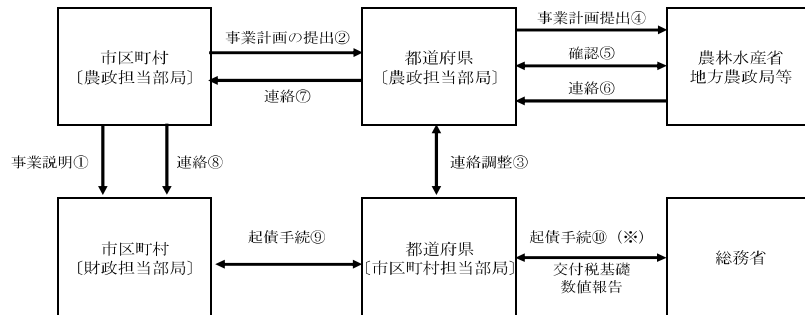 市区町村
〔農政担当部局〕
事業計画の提出②
連絡⑦
都道府県
〔農政担当部局〕
事業計画提出④
確認⑤
連絡⑥
農林水産省
地方農政局等
事業説明①
連絡⑧
連絡調整③
市区町村
〔財政担当部局〕
起債手続⑨
都道府県
〔市区町村担当部局〕
起債手続⑩（※）
交付税基礎
数値報告
総務省